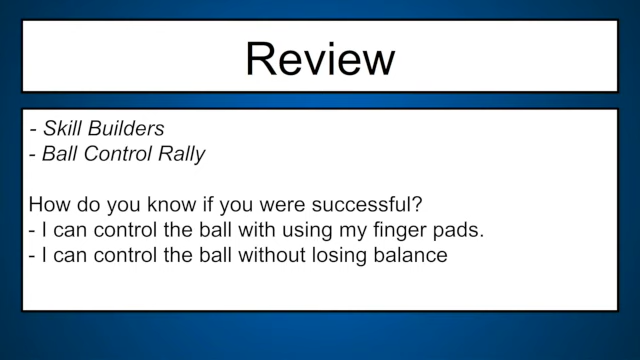 Review
- Skill Builders
- Ball Control Rally
How do you know if you were successful?
- I can control the ball with using my finger pads.
- I can control the ball without losing balance